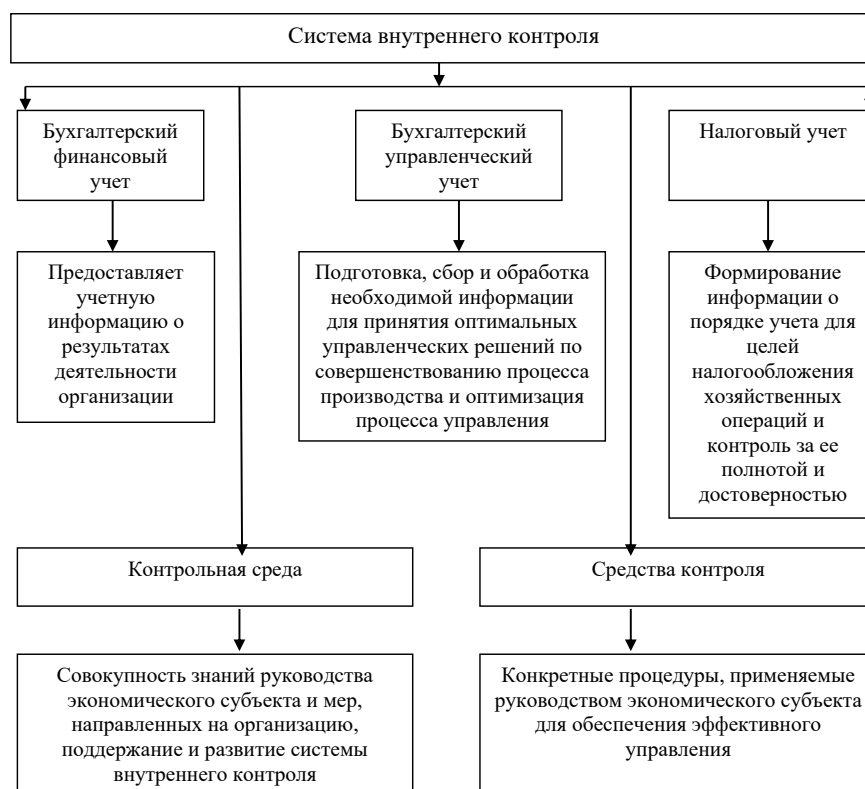 Система внутреннего контроля
Бухгалтерский
финансовый
учет
Бухгалтерский
управленческий
учет
Налоговый учет
Предоставляет
учетную
информацию о
результатах
деятельности
организации
Подготовка, сбор и обработка
необходимой информации
для принятия оптимальных
управленческих решений по
совершенствованию процесса
производства и оптимизация
процесса управления
Формирование
информации о
порядке учета для
целей
налогообложения
хозяйственных
операций и
контроль за ее
полнотой и
достоверностью
Контрольная среда
Средства контроля
Совокупность знаний руководства
экономического субъекта и мер,
направленных на организацию,
поддержание и развитие системы
внутреннего контроля
Конкретные процедуры, применяемые
руководством экономического субъекта
для обеспечения эффективного
управления